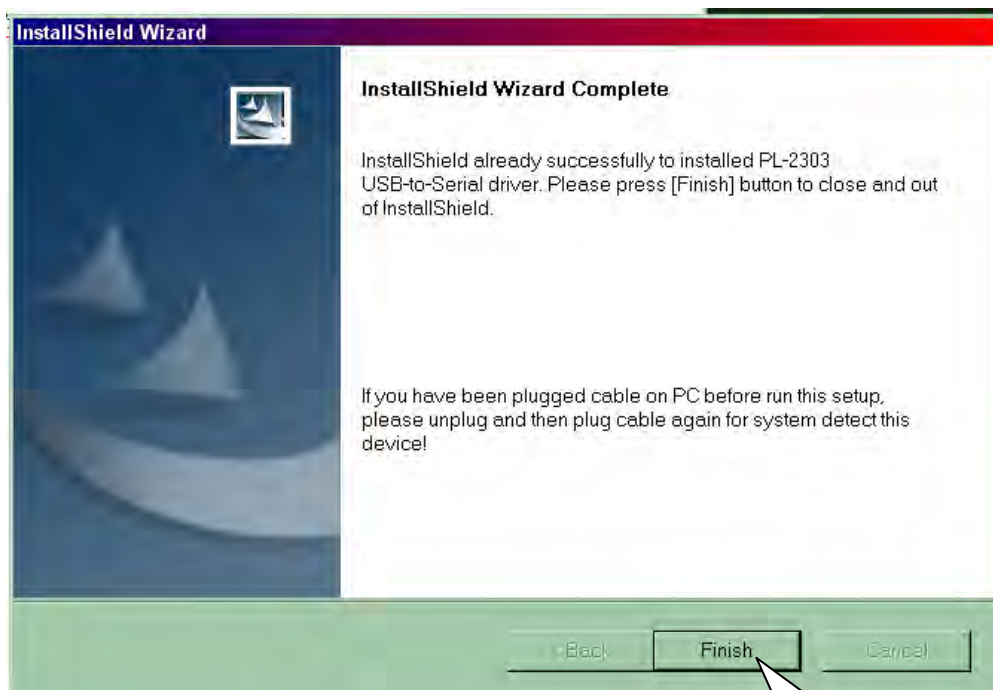 InstallShield Wizard
InstallShield Wizard Complete
InstallShield already successfully to installed PL-2303
USB-to-Serial driver. Please press [Finish] button to close and out
of InstallShield.
If you have been plugged cable on PC before run this setup,
please unplug and then plug cable again for system detect this
device!
< Back
Finish
Cancel